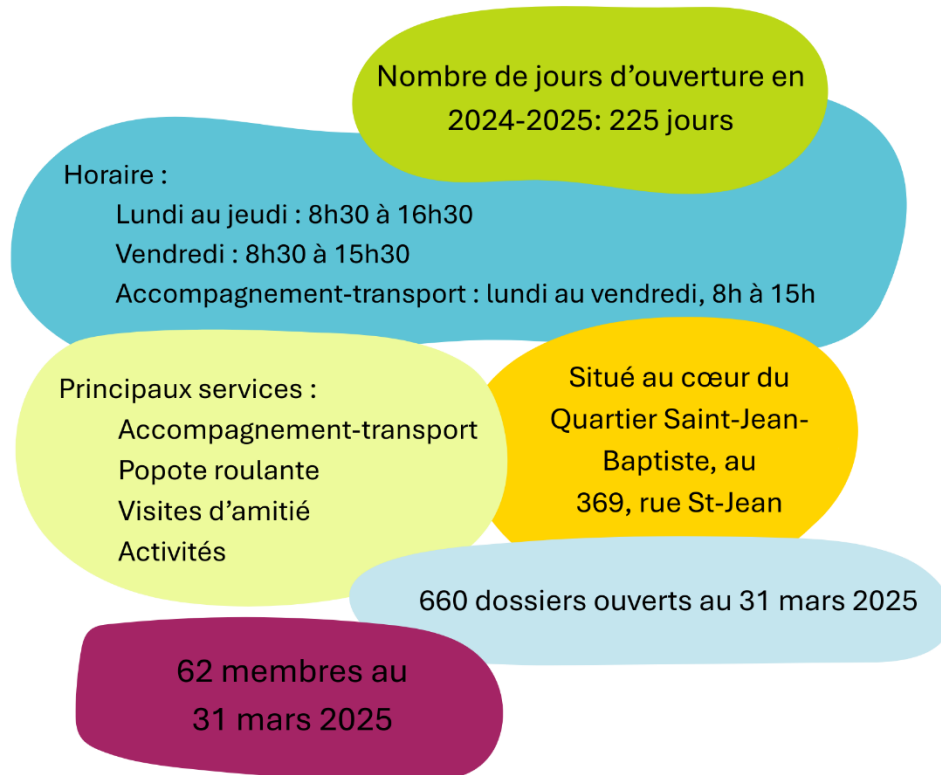 Nombre de jours d’ouverture en
2024-2025: 225 jours
Horaire :
Lundi au jeudi : 8h30 à 16h30
Vendredi : 8h30 à 15h30
Accompagnement-transport : lundi au vendredi, 8h à 15h
Principaux services :
Accompagnement-transport
Popote roulante
Visites d’amitié
Activités
Situé au cœur du
Quartier Saint-Jean-
Baptiste, au
369, rue St-Jean
660 dossiers ouverts au 31 mars 2025
62 membres au
31 mars 2025